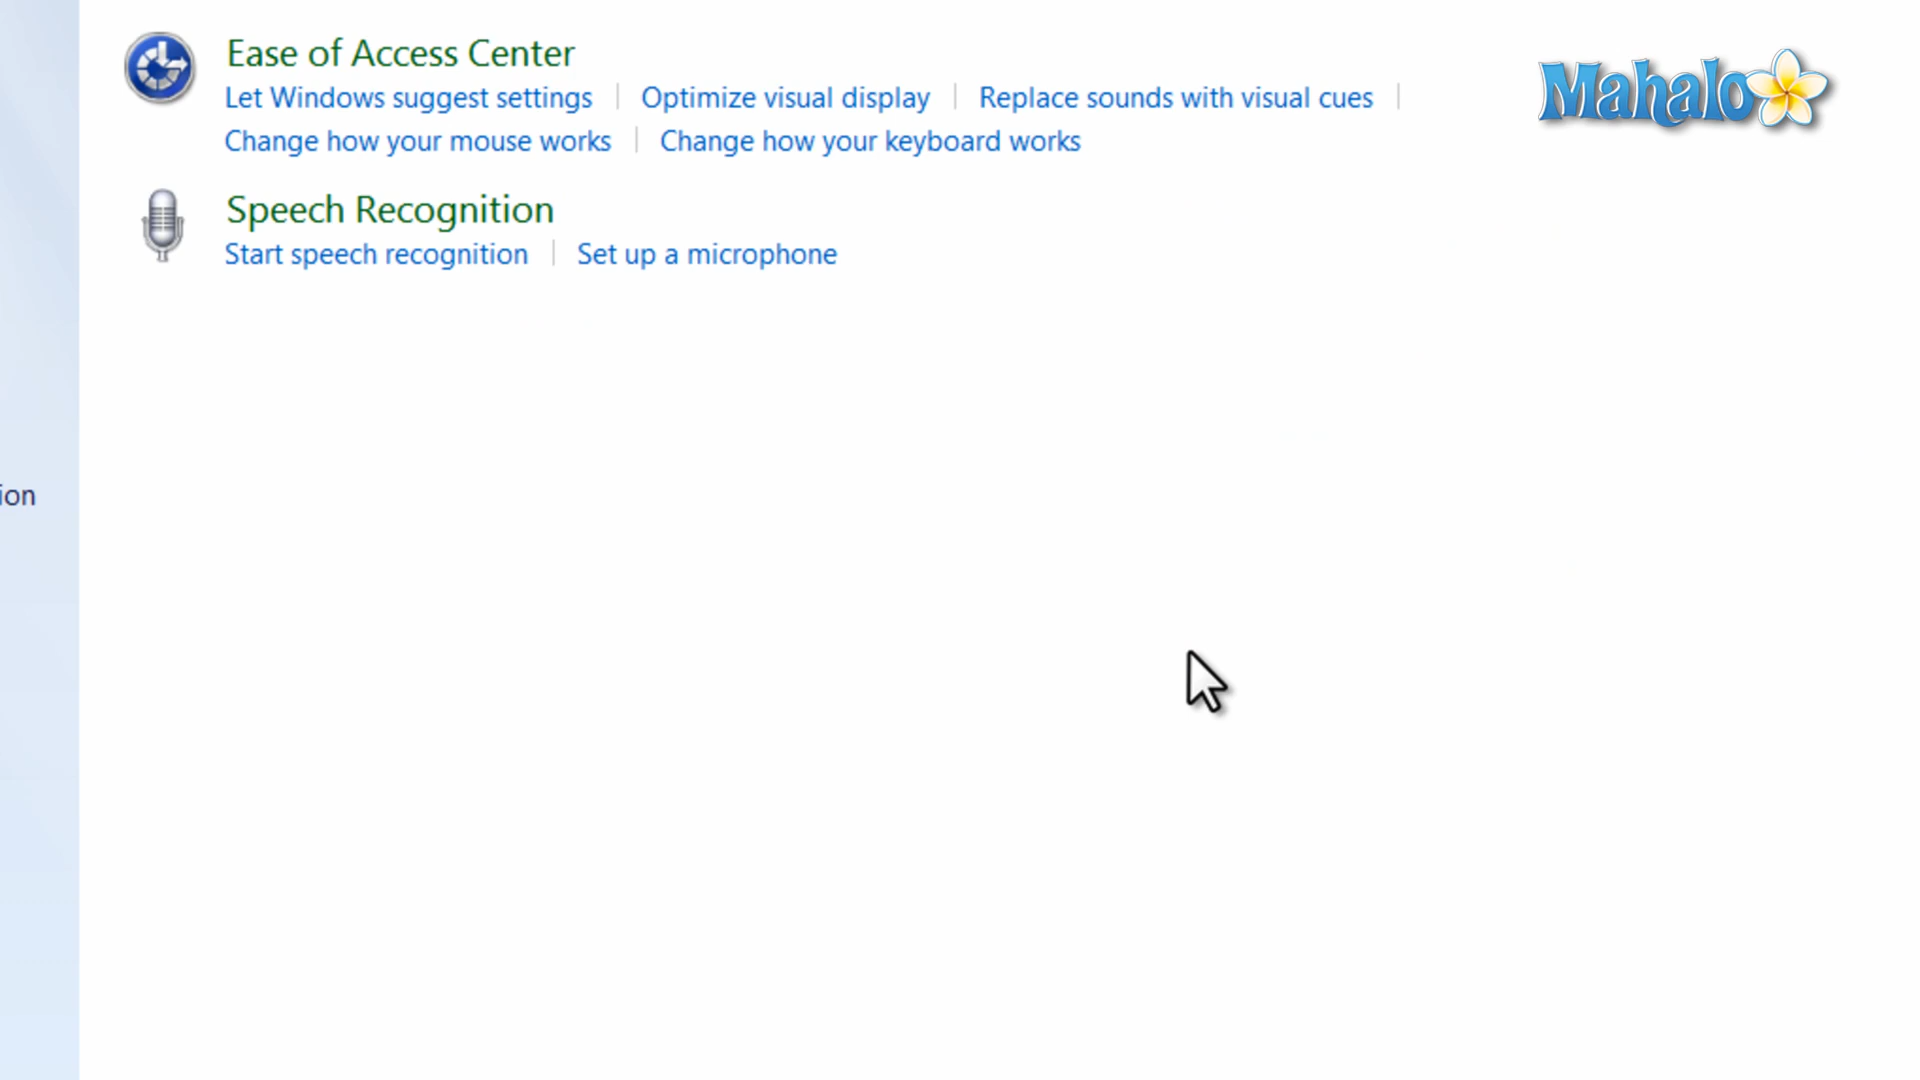 Ease of Access Center
Let Windows suggest settings
Optimize visual display
Replace sounds with visual cues
Mahalo
Change how your mouse works
Change how your keyboard works
Speech Recognition
Start speech recognition
Set up a microphone
ion